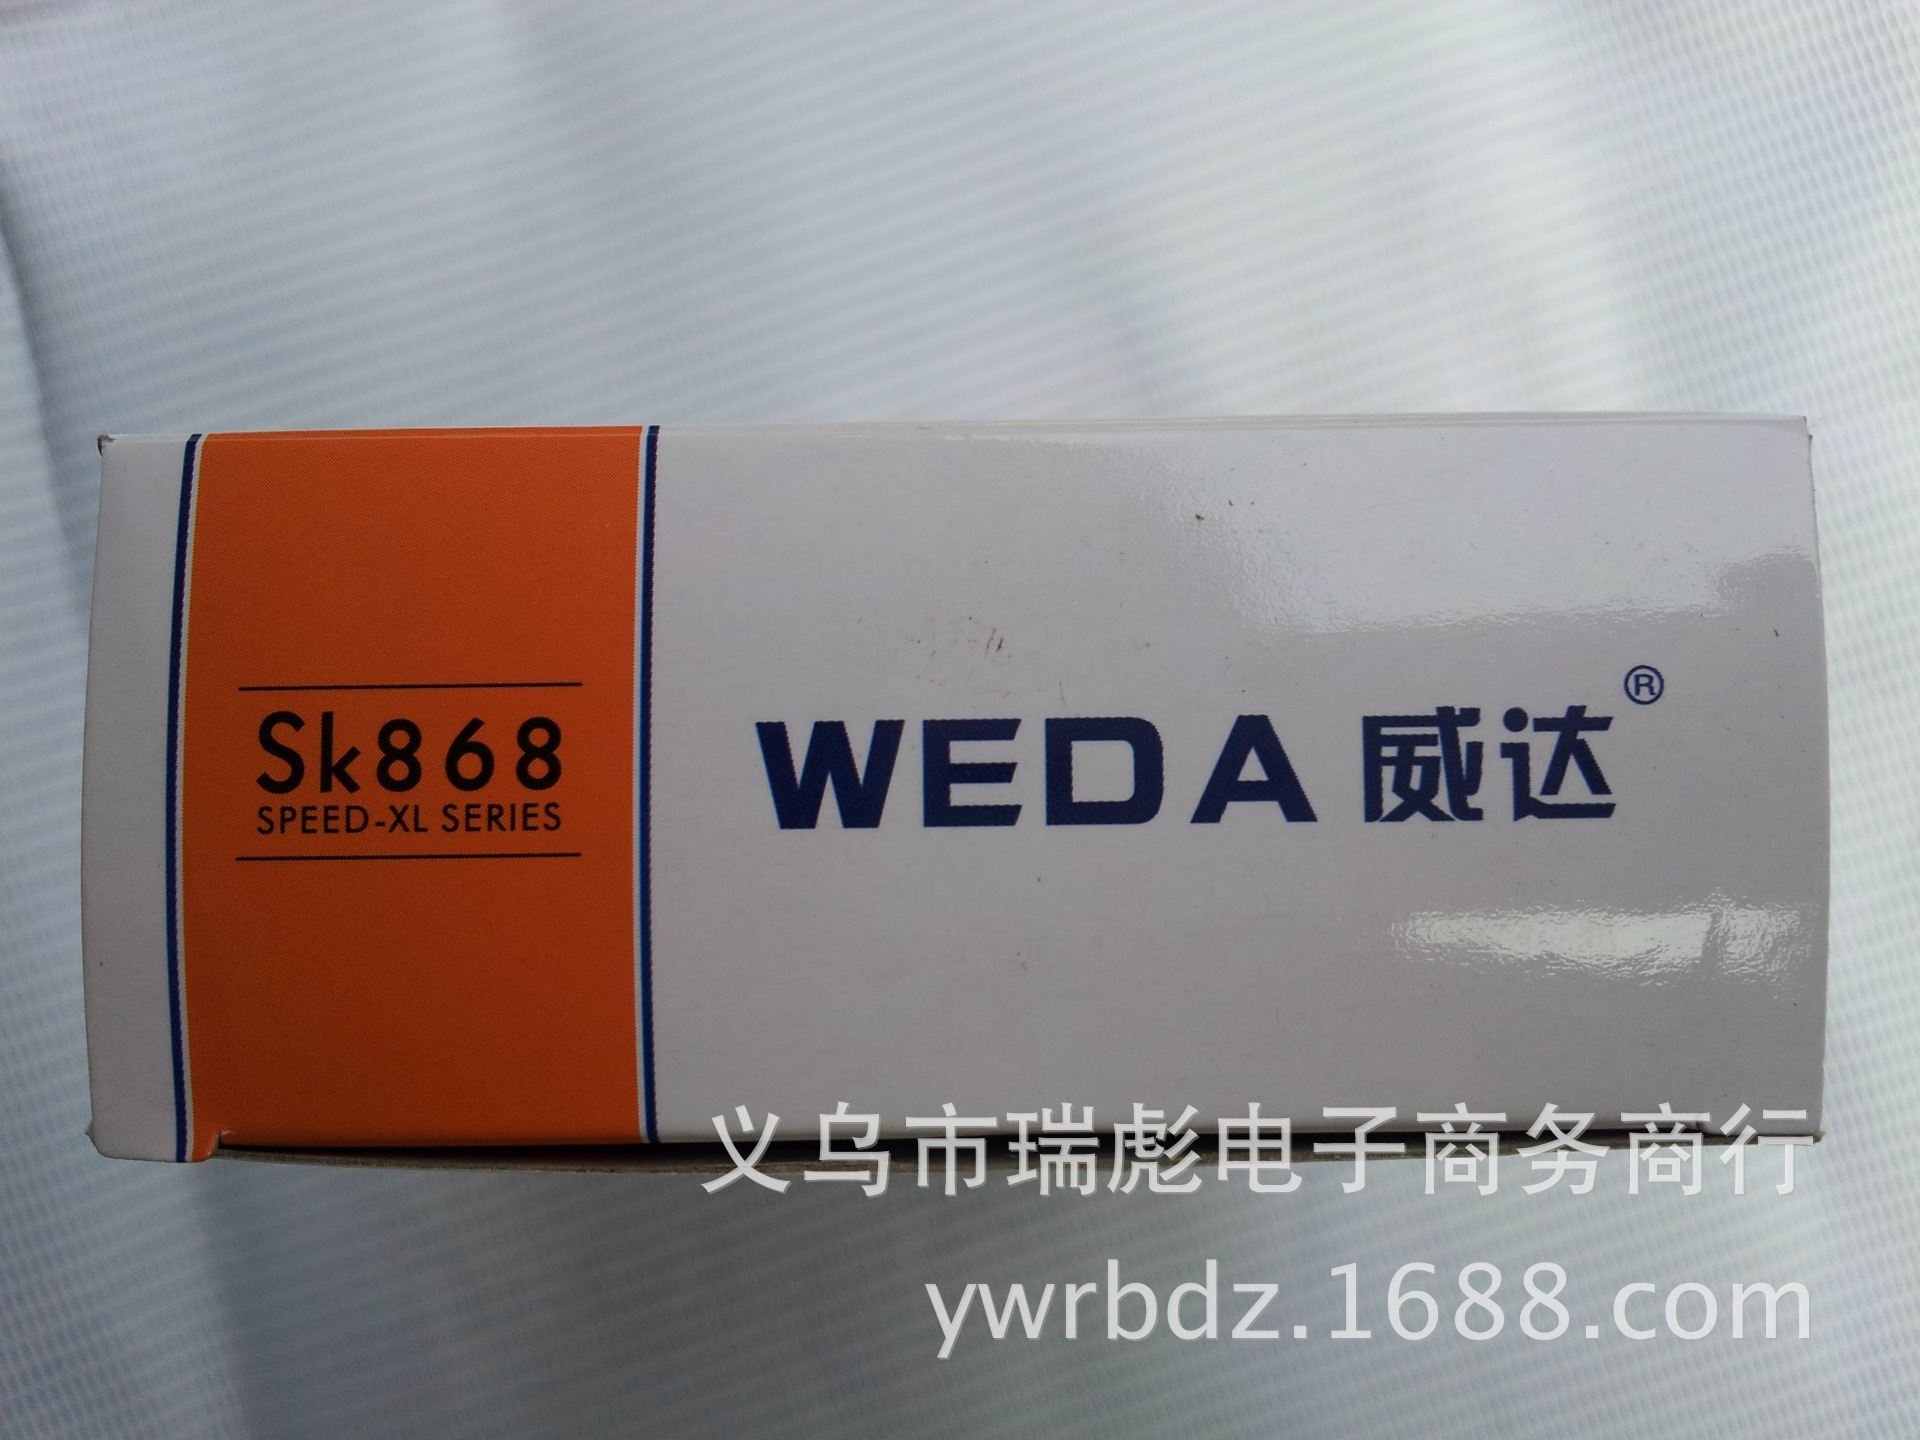 Sk868
SPEED-XL SERIES
WEDA 威达®
义乌市瑞彪电子商务商行
ywrbdz.1688.com